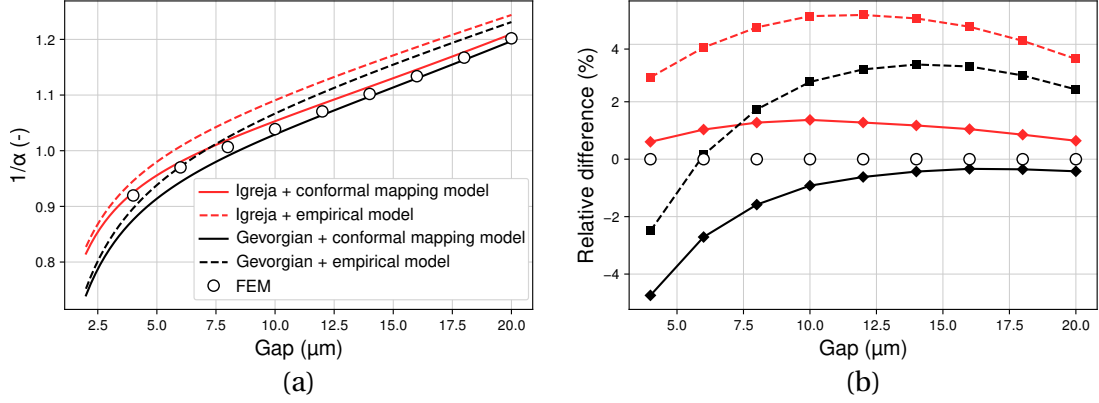 1.2
1.1
1.0
0.9
0.8
1/α (-)
Igreja + conformal mapping model
Igreja + empirical model
Gevorgian + conformal mapping model
Gevorgian + empirical model
FEM
2.5 5.0 7.5 10.0 12.5 15.0 17.5 20.0
Gap (μm)
(a)
4
2
0
−2
−4
Relative difference (%)
5.0 7.5 10.0 12.5 15.0 17.5 20.0
Gap (μm)
(b)